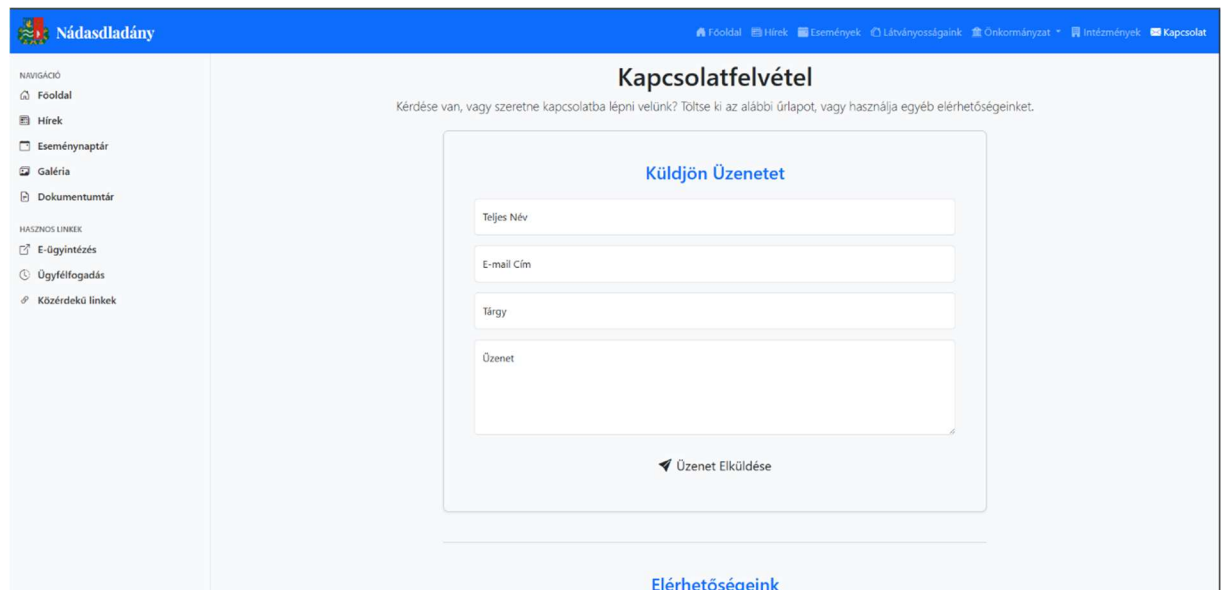 Nádasdladány
Főoldal Hírek Események Látványosságaink Önkormányzat Intézmények Kapcsolat
NAVIGÁCIÓ
Főoldal
Hírek
Eseménynaptár
Galéria
Dokumentumtár
HASZNOS LINKEK
E-ügyintézés
Ügyfélfogadás
Közérdekű linkek
Kapcsolatfelvétel
Kérdése van, vagy szeretne kapcsolatba lépni velünk? Töltse ki az alábbi űrlapot, vagy használja egyéb elérhetőségeinket.
Küldjön Üzenetet
Teljes Név
E-mail Cím
Tárgy
Üzenet
Üzenet Elküldése
Elérhetőségeink